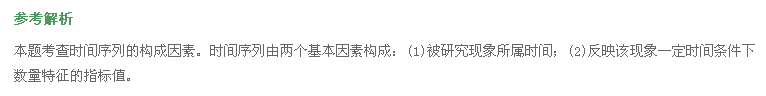 参考解析
本题考查时间序列的构成因素。时间序列由两个基本因素构成：(1)被研究现象所属时间；(2)反映该现象一定时间条件下
数量特征的指标值。